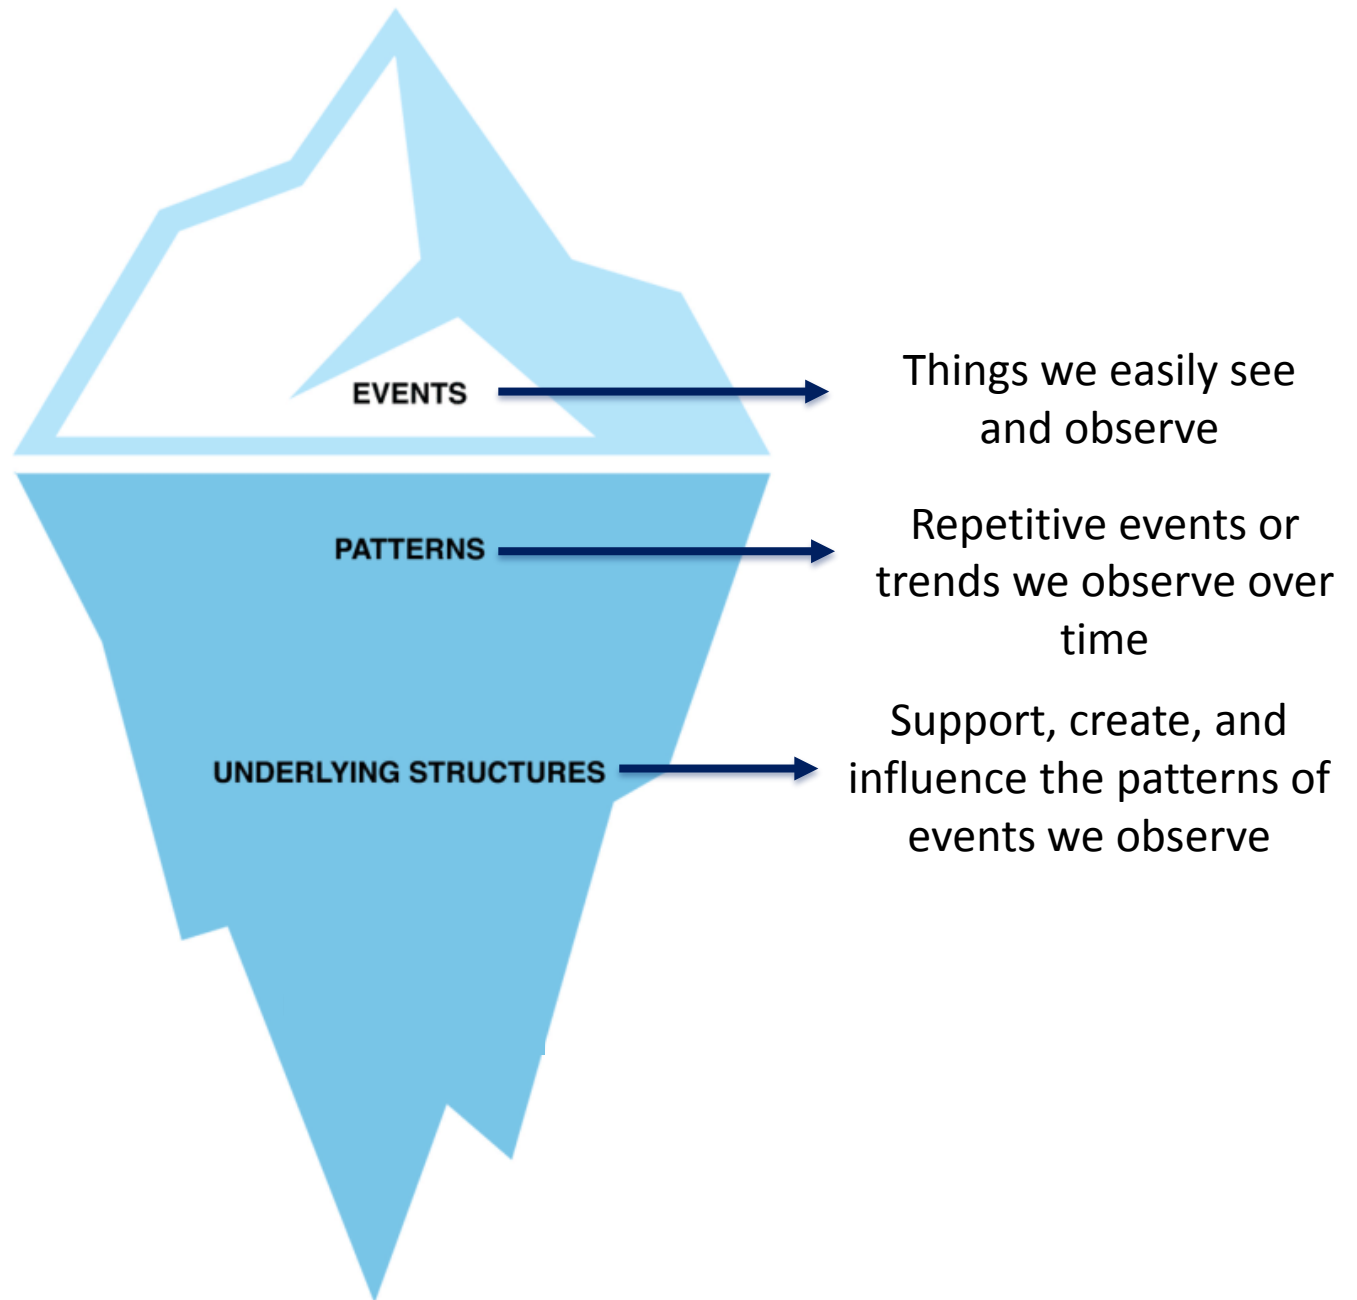 EVENTS
Things we easily see
and observe
PATTERNS
Repetitive events or
trends we observe over
time
UNDERLYING STRUCTURES
Support, create, and
influence the patterns of
events we observe